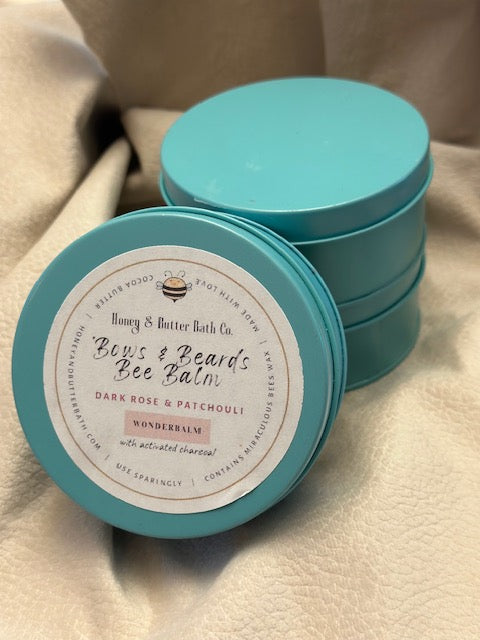 Honey & Butter Bath Co.
Bows & Beards
Bee Balm
DARK ROSE & PATCHOULI
WONDERBALM
with activated charcoal
HONEYANDBUTTERBATH.COM | COCOA BUTTER | MADE WITH LOVE | CONTAINS MIRACULOUS BEES WAX | USE SPARINGLY |